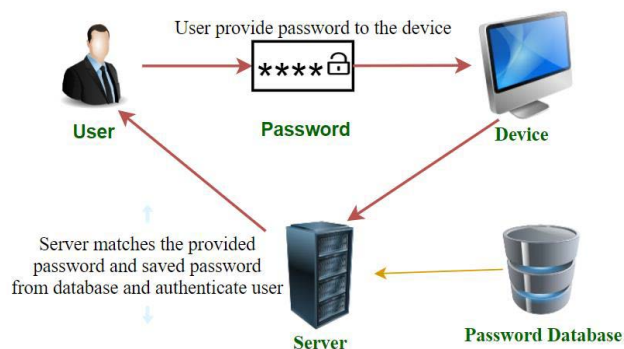 User provide password to the device
****
User
Password
Device
Server matches the provided
password and saved password
from database and authenticate user
Server
Password Database